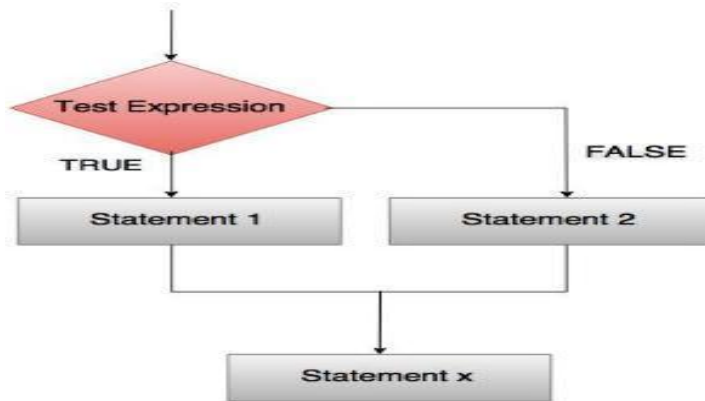 Test Expression
TRUE
FALSE
Statement 1
Statement 2
Statement x